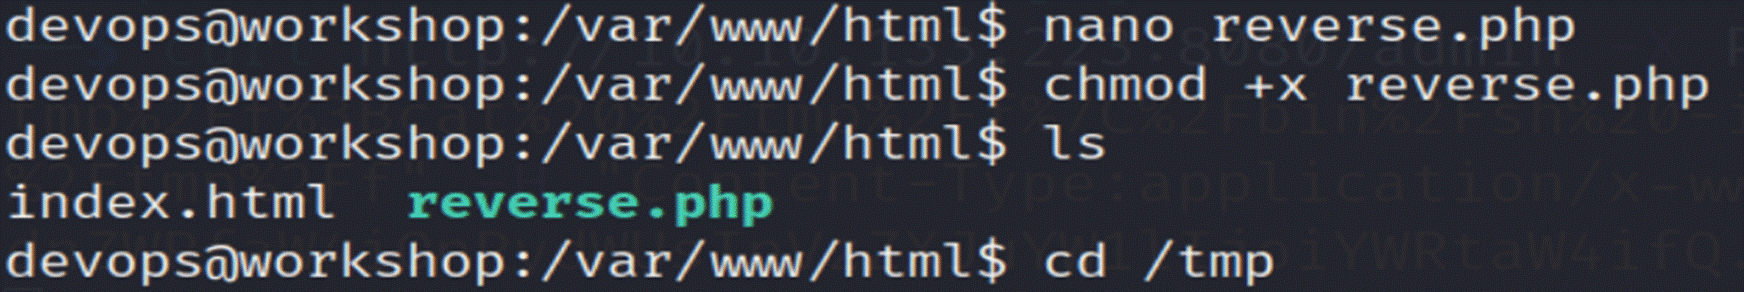 devops@workshop:/var/www/html$ nano reverse.php
devops@workshop:/var/www/html$ chmod +x reverse.php
devops@workshop:/var/www/html$ ls
index.html  reverse.php
devops@workshop:/var/www/html$ cd /tmp